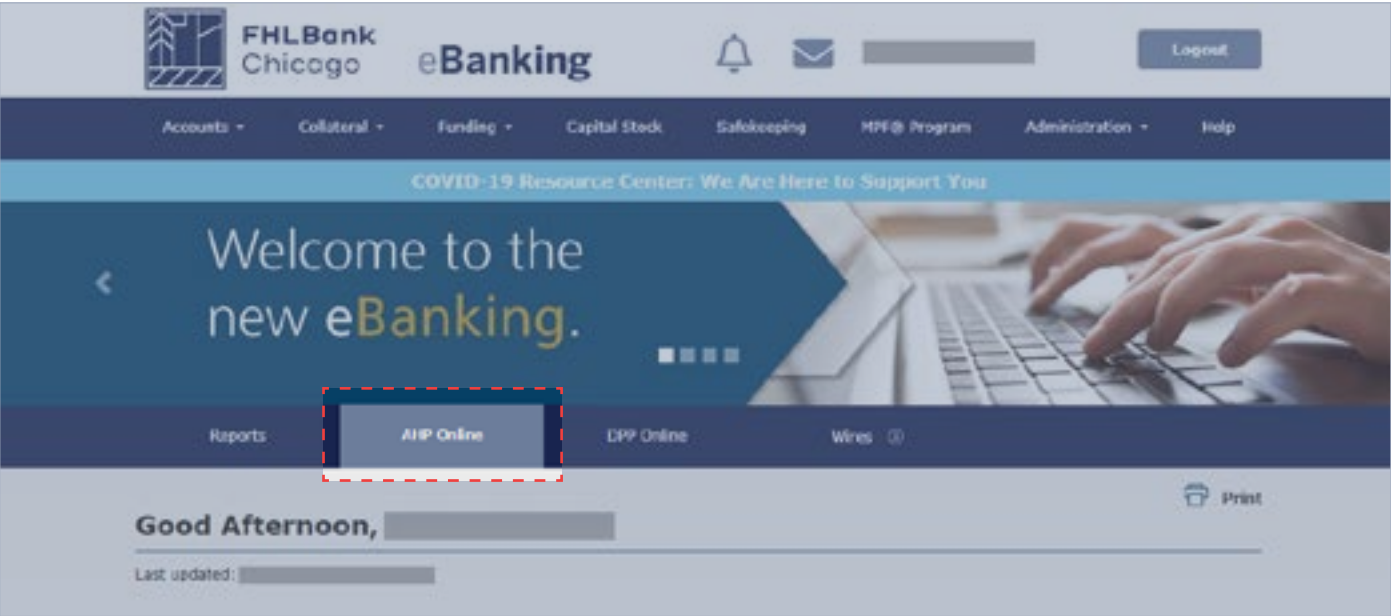 FHLBank
Chicago
eBanking
Logout
Accounts Collateral Funding Capital Stock Safekeeping MPF® Program Administration Help
COVID-19 Resource Center: We Are Here to Support You
Welcome to the
new eBanking.
Reports AHP Online DPP Online Wires
Print
Good Afternoon,
Last updated: